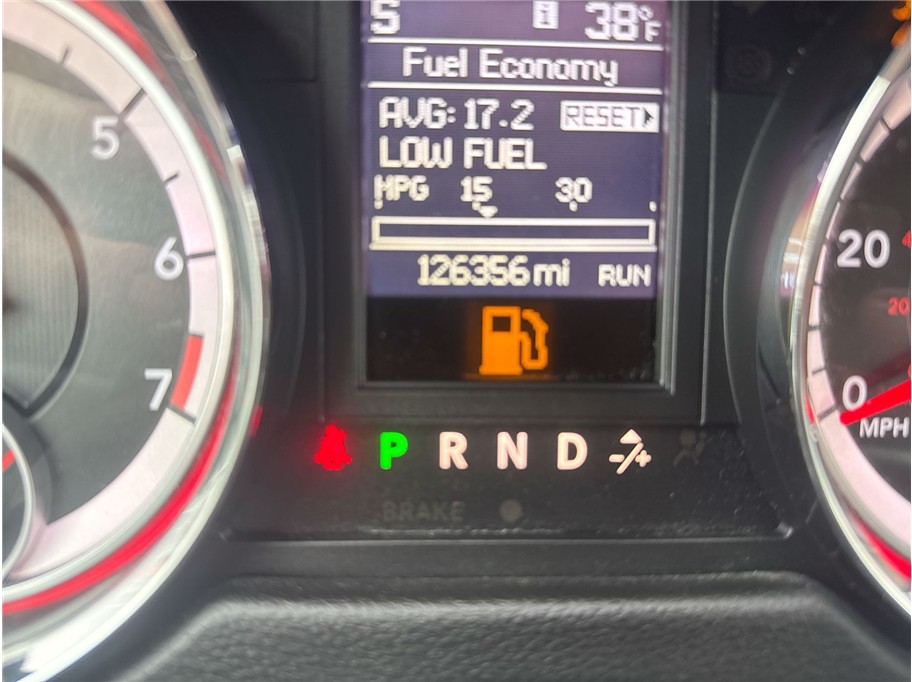 S 38°F
Fuel Economy
AVG: 17.2 RESET
LOW FUEL
MPG 15 30
126356 mi RUN
5
6
7
20
20
0
MPH
P R N D -/+
BRAKE